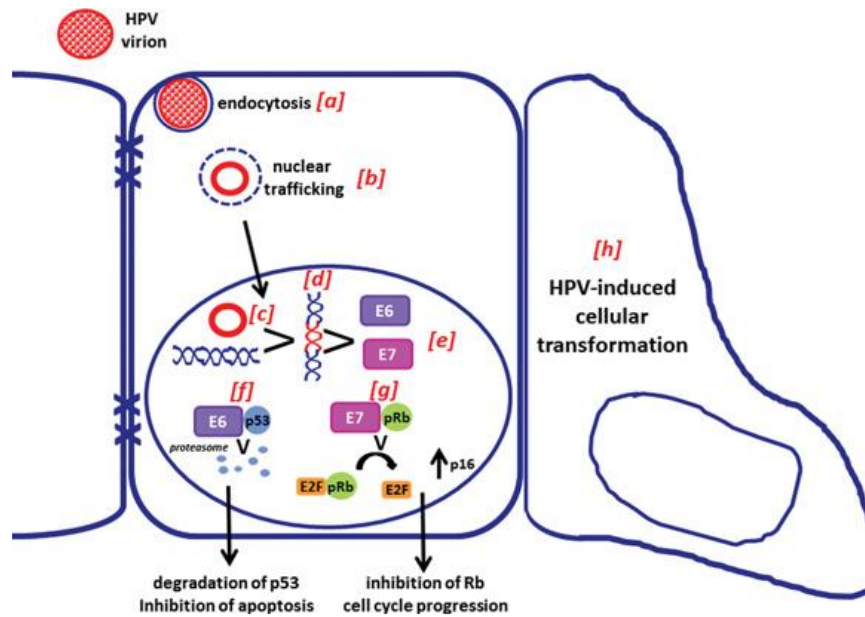 HPV
virion
endocytosis [a]
nuclear
trafficking [b]
[c]
[d]
E6
E7
[e]
[f]
E6 p53
proteasome
[g]
E7 pRb
E2F pRb
E2F
p16
[h]
HPV-induced
cellular
transformation
degradation of p53
Inhibition of apoptosis
inhibition of Rb
cell cycle progression